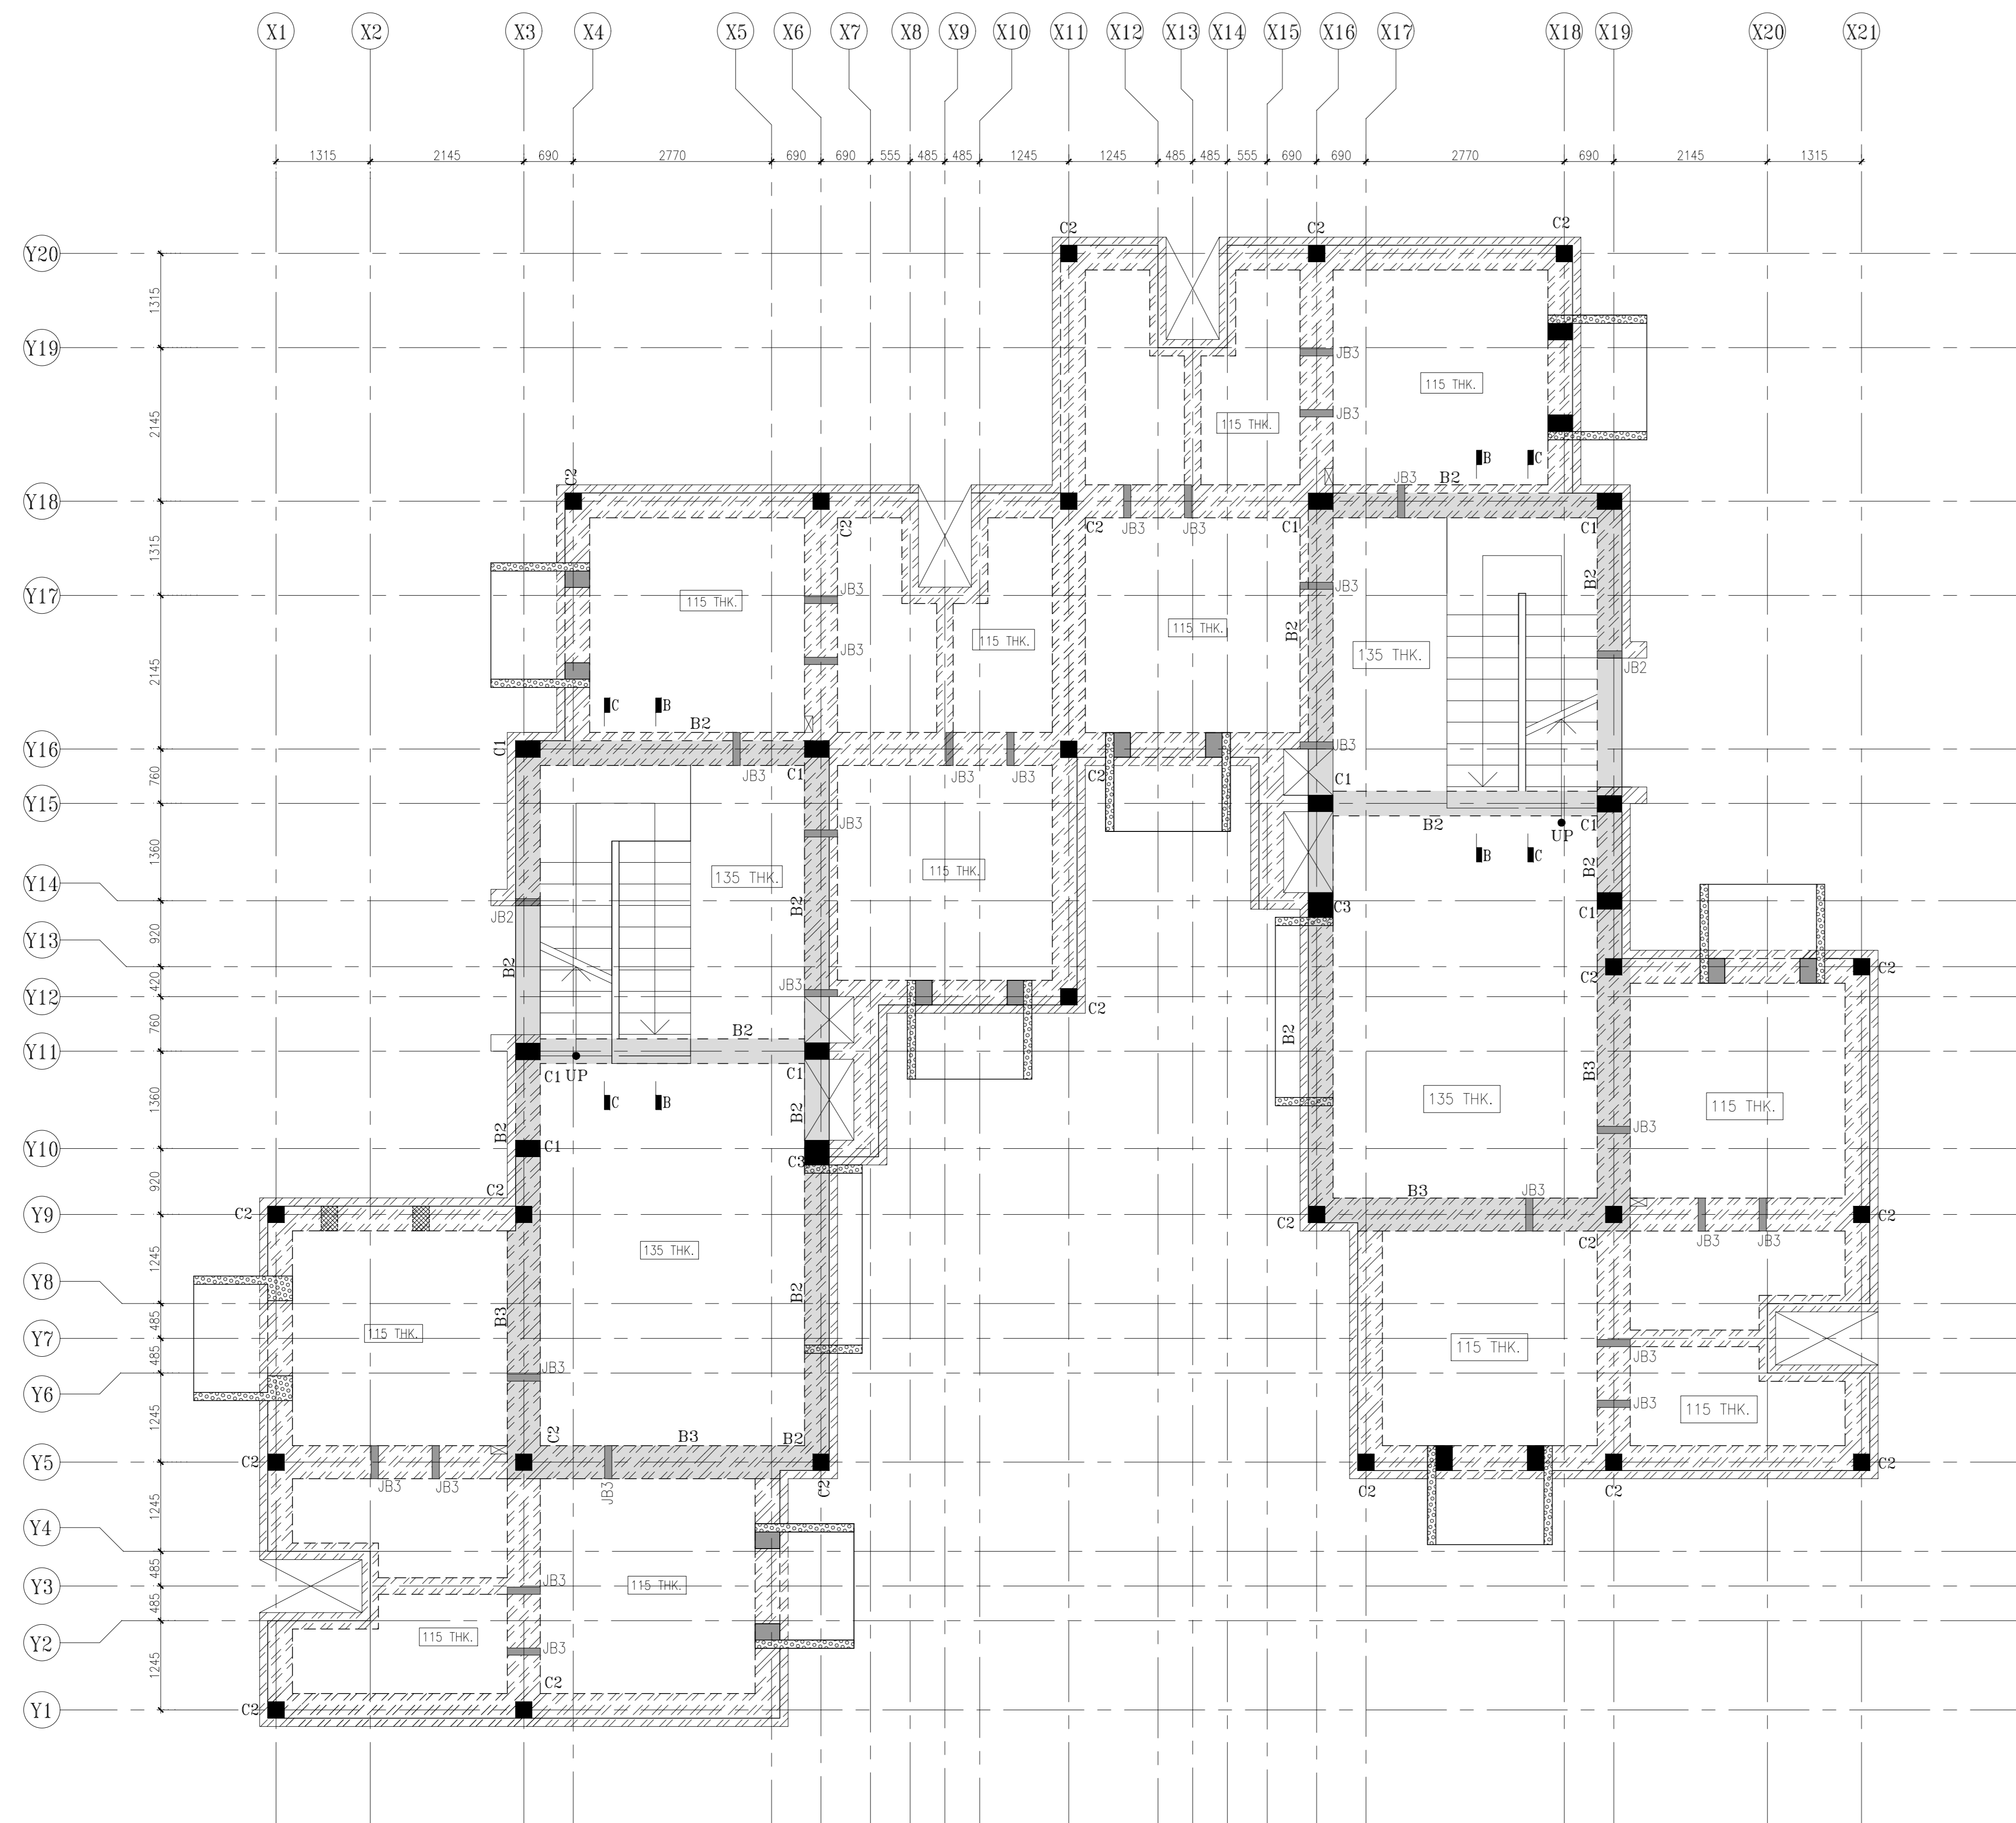 X1 X2 X3 X4 X5 X6 X7 X8 X9 X10 X11 X12 X13 X14 X15 X16 X17 X18 X19 X20 X21
1315 2145 690 2770 690 690 555 485 485 1245 1245 485 485 555 690 690 2770 690 2145 1315
C2 C2 C2
Y20
1315
Y19
JB3
115 THK.
2145
JB3
115 THK.
B C
C2 JB3 B2
Y18
C2 C2 JB3 JB3 C1 C1
1315
B2
JB3 JB3
Y17
115 THK. 115 THK. B2
115 THK.
135 THK.
JB3 JB2
2145
C B
B2
C1 JB3
Y16
JB3 C1 JB3 JB3 C2 C1
760
Y15
JB3 B2 C1 UP
1360
B C
115 THK. B2
135 THK.
Y14
B2 C3 C1
JB2
920
Y13
B2 C2 C2
420
JB3
Y12
C2
760
B2 B2
Y11
C1 UP C1
B3
1360
C B
135 THK. 115 THK.
B2 B2
JB3
Y10
C1 C3
920
C2 B3 JB3
Y9
C2 C2 C2
C2 JB3 JB3
135 THK.
1245
Y8
B2
B3
485
115 THK.
Y7
115 THK. JB3
485
JB3
Y6
JB3
115 THK.
1245
C2 B3 B2
Y5
C2 C2
JB3 JB3 JB3 C2 C2 C2
1245
Y4
485
JB3 115 THK.
Y3
485
115 THK.
Y2
JB3
1245
C2
Y1
C2